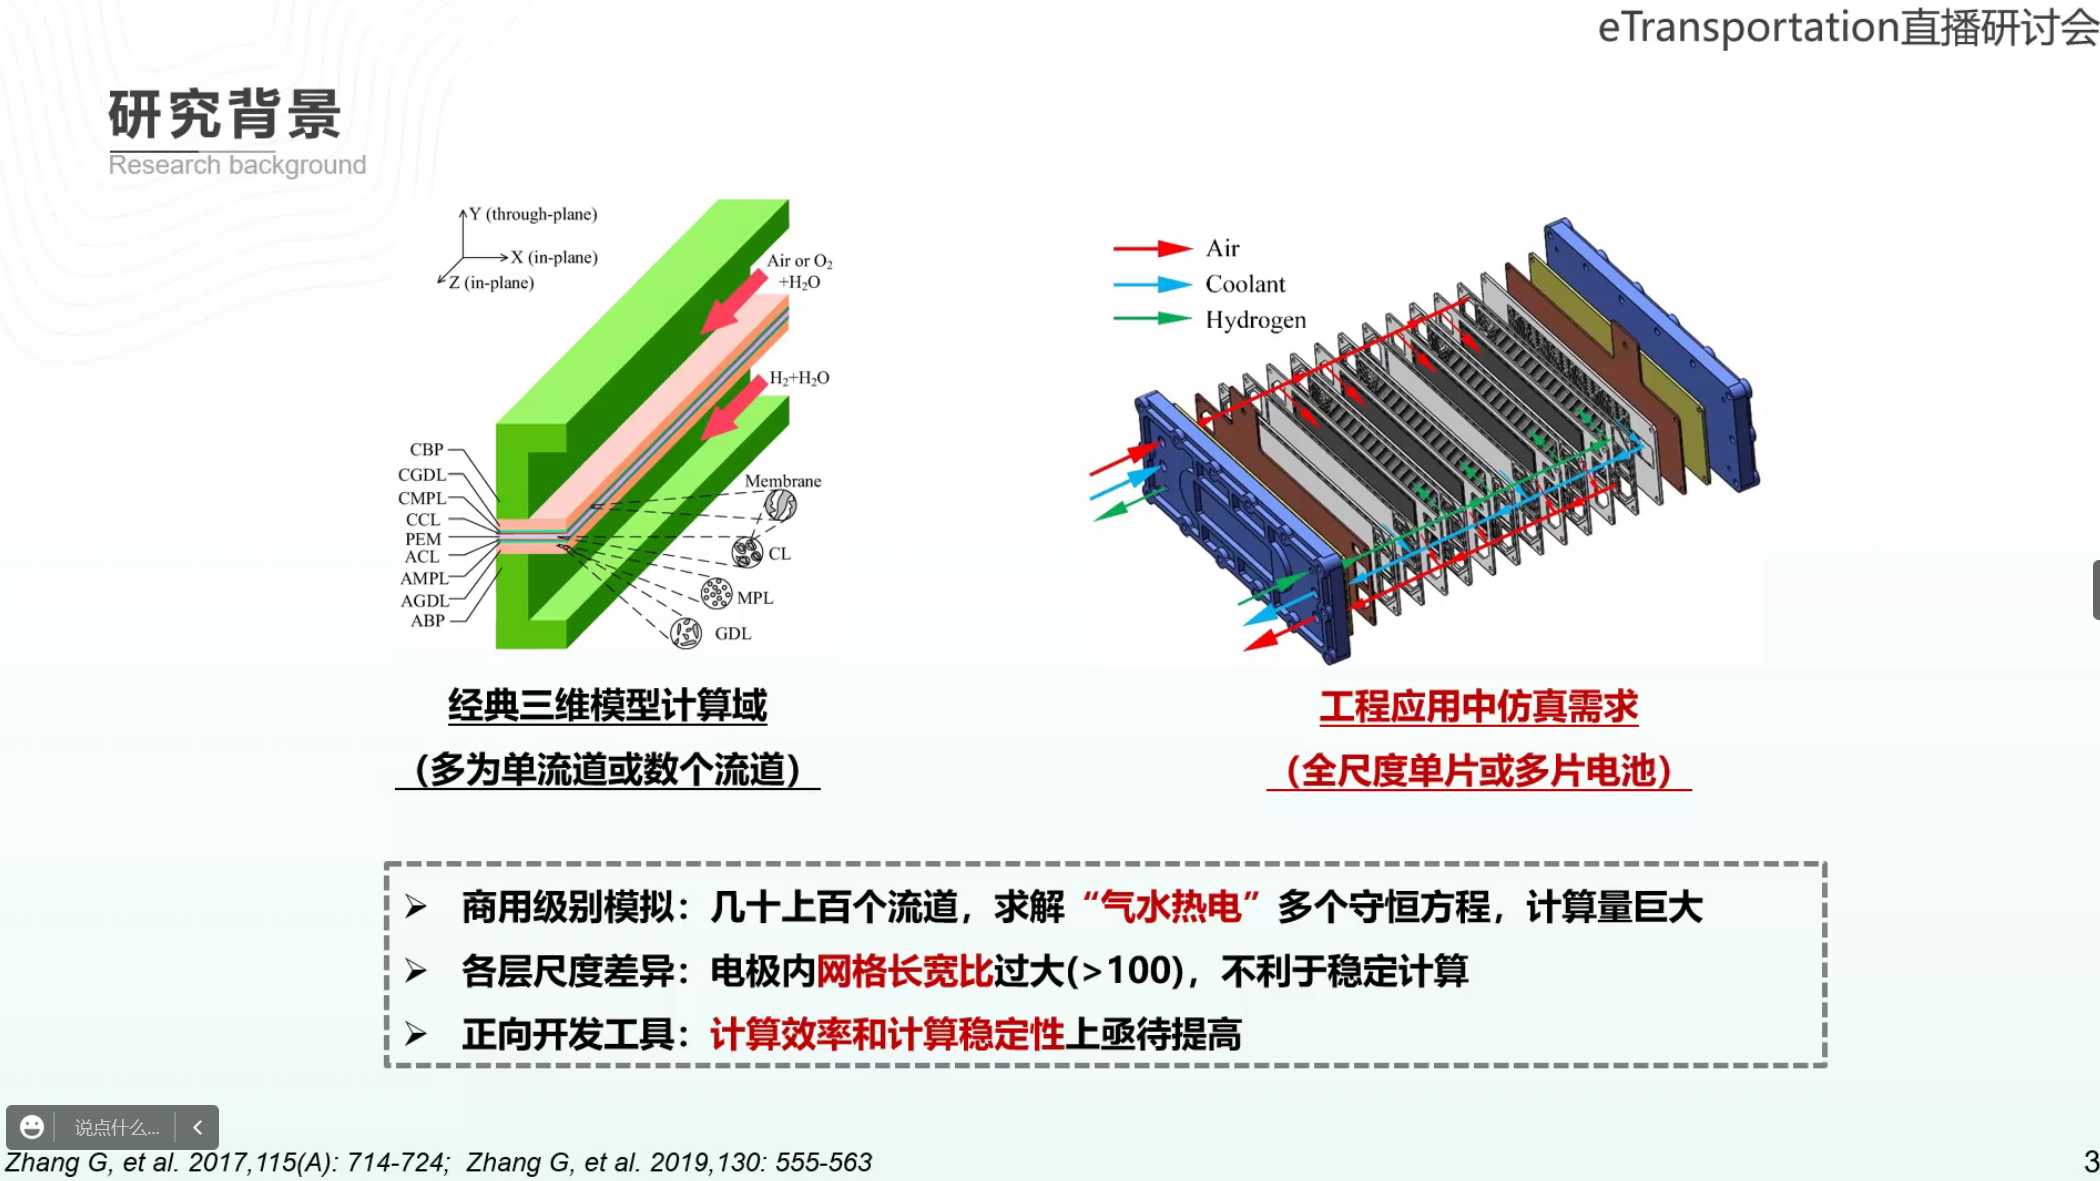 eTransportation直播研讨会
研究背景
Research background
Y (through-plane)
X (in-plane)
Z (in-plane)
Air or O₂
+H₂O
H₂+H₂O
CBP
CGDL
CMPL
CCL
PEM
ACL
AMPL
AGDL
ABP
Membrane
CL
MPL
GDL
Air
Coolant
Hydrogen
经典三维模型计算域
（多为单流道或数个流道）
工程应用中仿真需求
（全尺度单片或多片电池）
➢ 商用级别模拟：几十上百个流道，求解“气水热电”多个守恒方程，计算量巨大
➢ 各层尺度差异：电极内网格长宽比过大(>100)，不利于稳定计算
➢ 正向开发工具：计算效率和计算稳定性上亟待提高
说点什么...
Zhang G, et al. 2017,115(A): 714-724; Zhang G, et al. 2019,130: 555-563
3